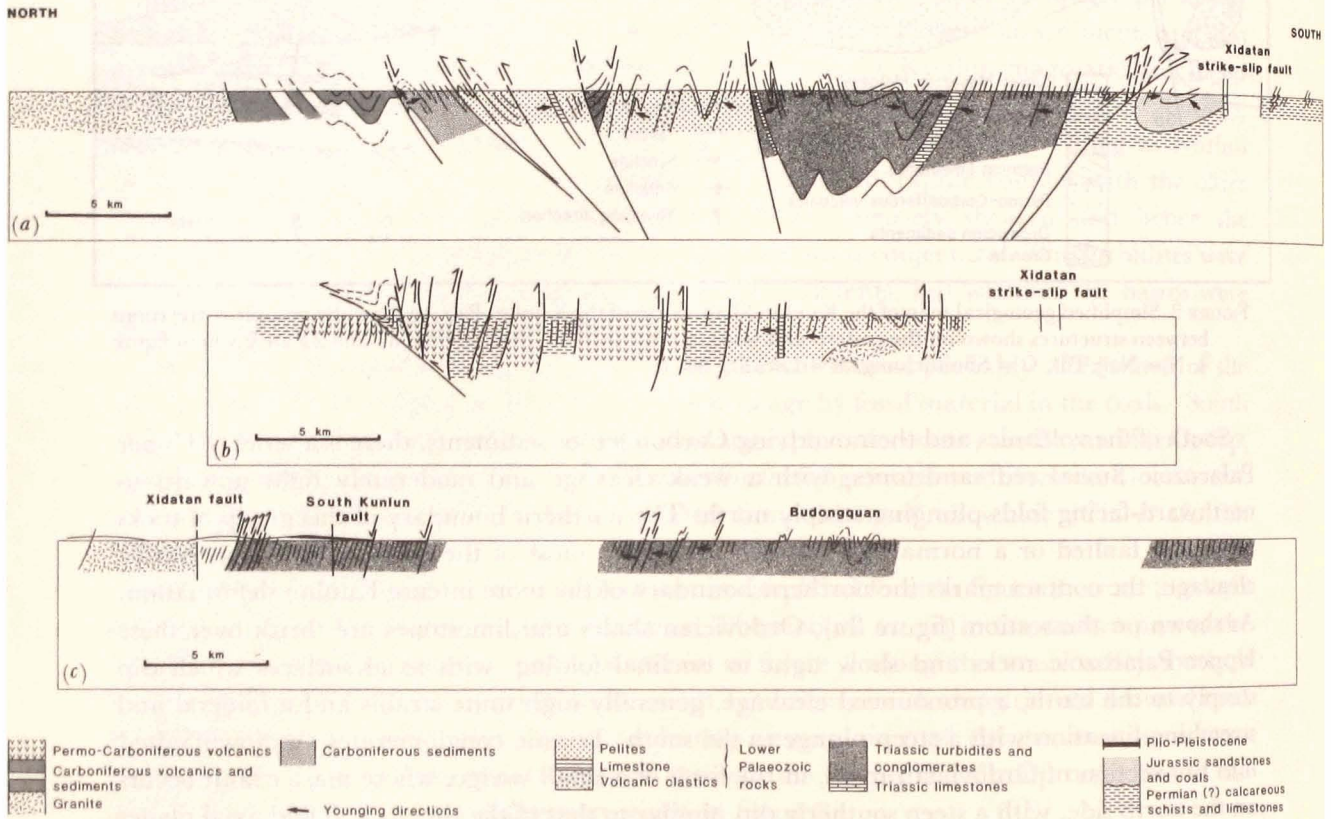 NORTH
SOUTH
Xidatan
strike-slip fault
5 km
(a)
Xidatan
strike-slip fault
5 km
(b)
Xidatan fault
South Kunlun
fault
Budongquan
5 km
(c)
Permo-Carboniferous volcanics
Carboniferous volcanics and
sediments
Granite
Carboniferous sediments
Younging directions
Pelites
Limestone
Volcanic clastics
Lower
Palaeozoic
rocks
Triassic turbidites and
conglomerates
Triassic limestones
Plio-Pleistocene
Jurassic sandstones
and coals
Permian (?) calcareous
schists and limestones